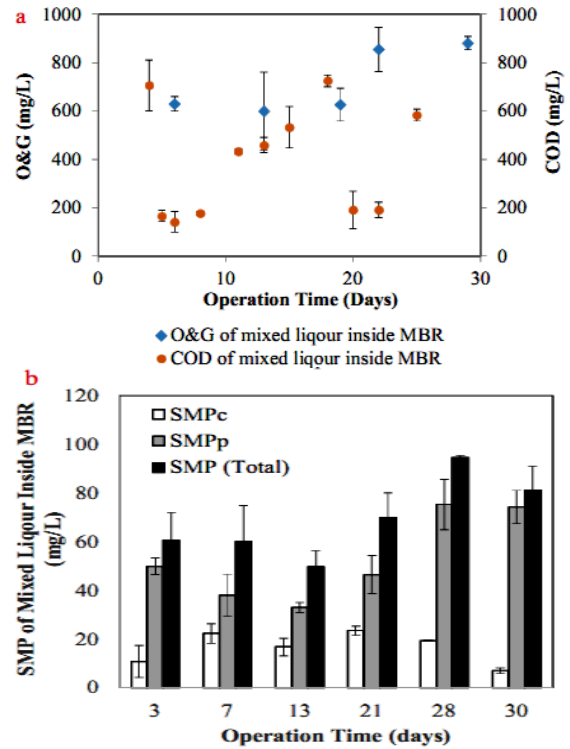 a
1000
800
600
400
200
0
O&G (mg/L)
1000
800
600
400
200
0
COD (mg/L)
0 10 20 30
Operation Time (Days)
O&G of mixed liqour inside MBR
COD of mixed liqour inside MBR
b
120
100
80
60
40
20
0
SMP of Mixed Liqour Inside MBR
(mg/L)
SMPc
SMPp
SMP (Total)
3 7 13 21 28 30
Operation Time (days)